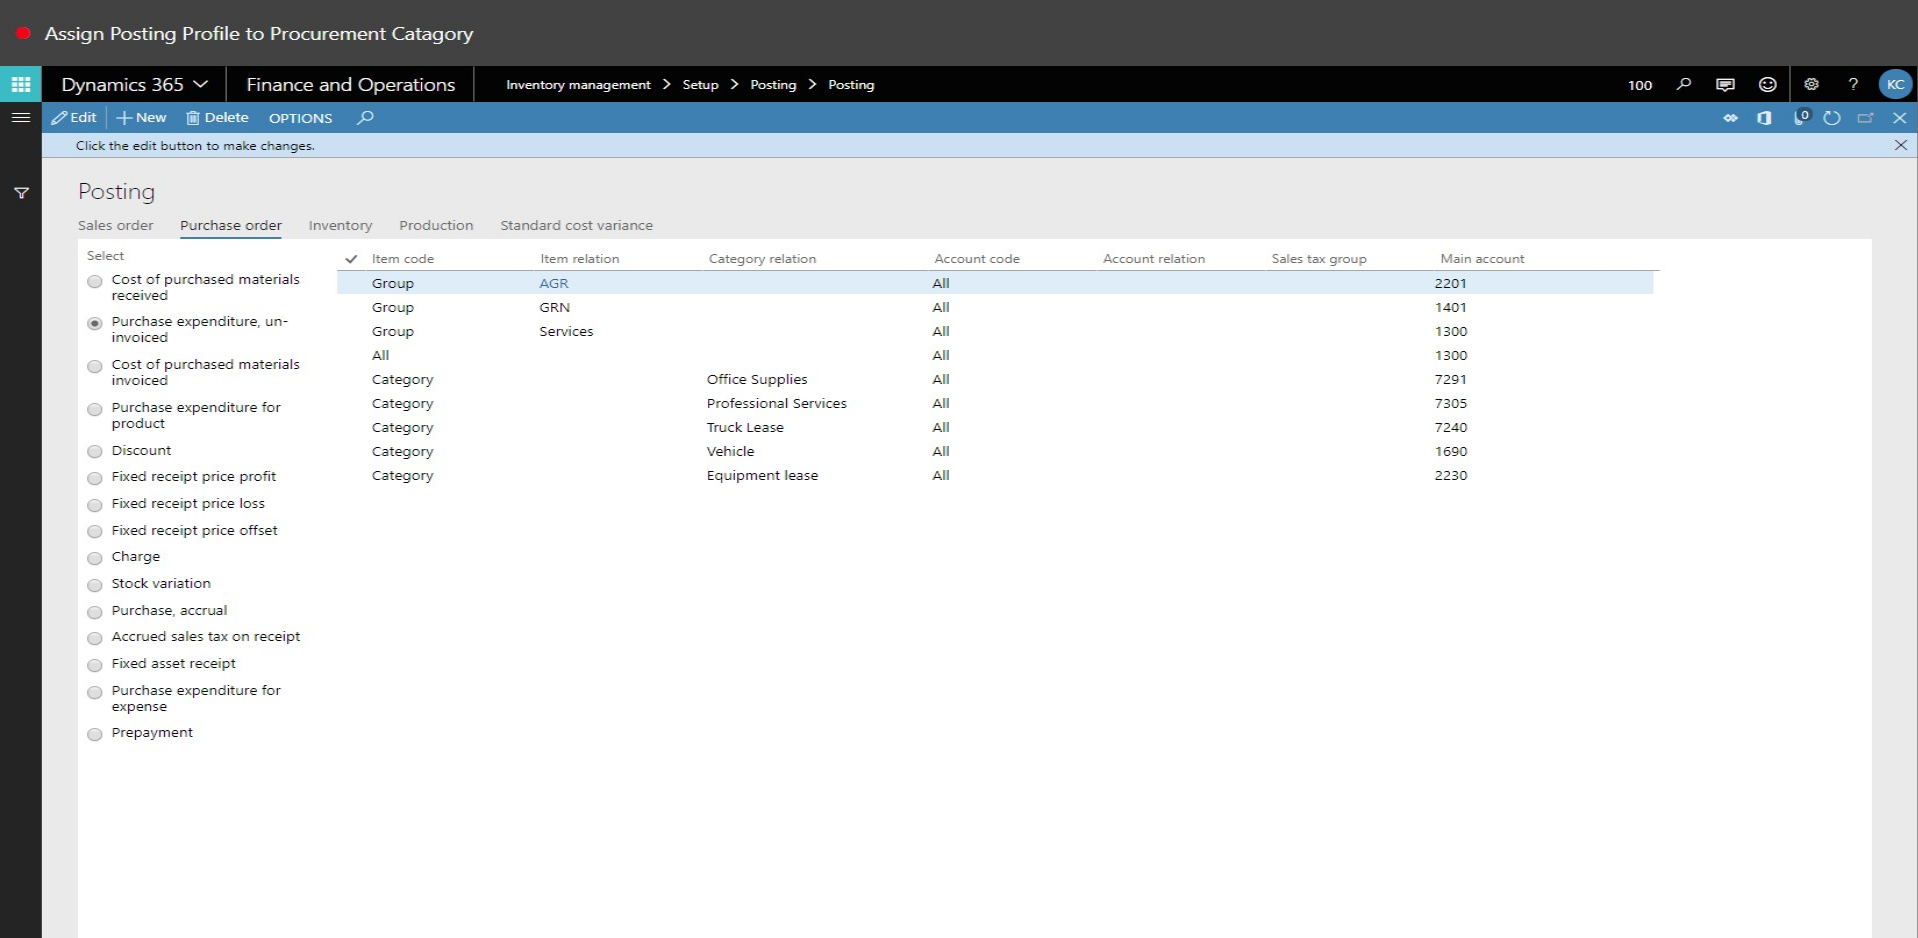 Assign Posting Profile to Procurement Catagory
Dynamics 365 Finance and Operations Inventory management > Setup > Posting > Posting 100 ? KC
Edit New Delete OPTIONS 0
Click the edit button to make changes.
Posting
Sales order Purchase order Inventory Production Standard cost variance
Select
Cost of purchased materials
received
Purchase expenditure, un-
invoiced
Cost of purchased materials
invoiced
Purchase expenditure for
product
Discount
Fixed receipt price profit
Fixed receipt price loss
Fixed receipt price offset
Charge
Stock variation
Purchase, accrual
Accrued sales tax on receipt
Fixed asset receipt
Purchase expenditure for
expense
Prepayment
Item code Item relation Category relation Account code Account relation Sales tax group Main account
Group AGR All 2201
Group GRN All 1401
Group Services All 1300
All All 1300
Category Office Supplies All 7291
Category Professional Services All 7305
Category Truck Lease All 7240
Category Vehicle All 1690
Category Equipment lease All 2230